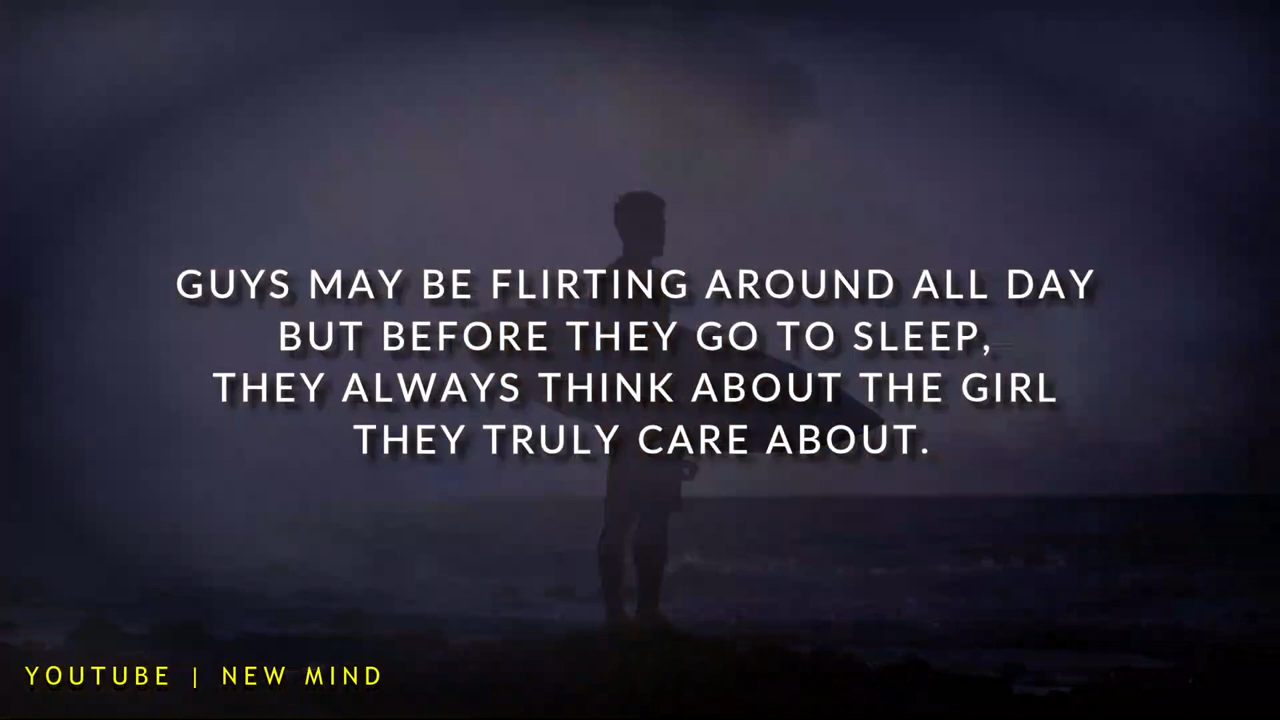 GUYS MAY BE FLIRTING AROUND ALL DAY
BUT BEFORE THEY GO TO SLEEP,
THEY ALWAYS THINK ABOUT THE GIRL
THEY TRULY CARE ABOUT.
YOUTUBE | NEW MIND